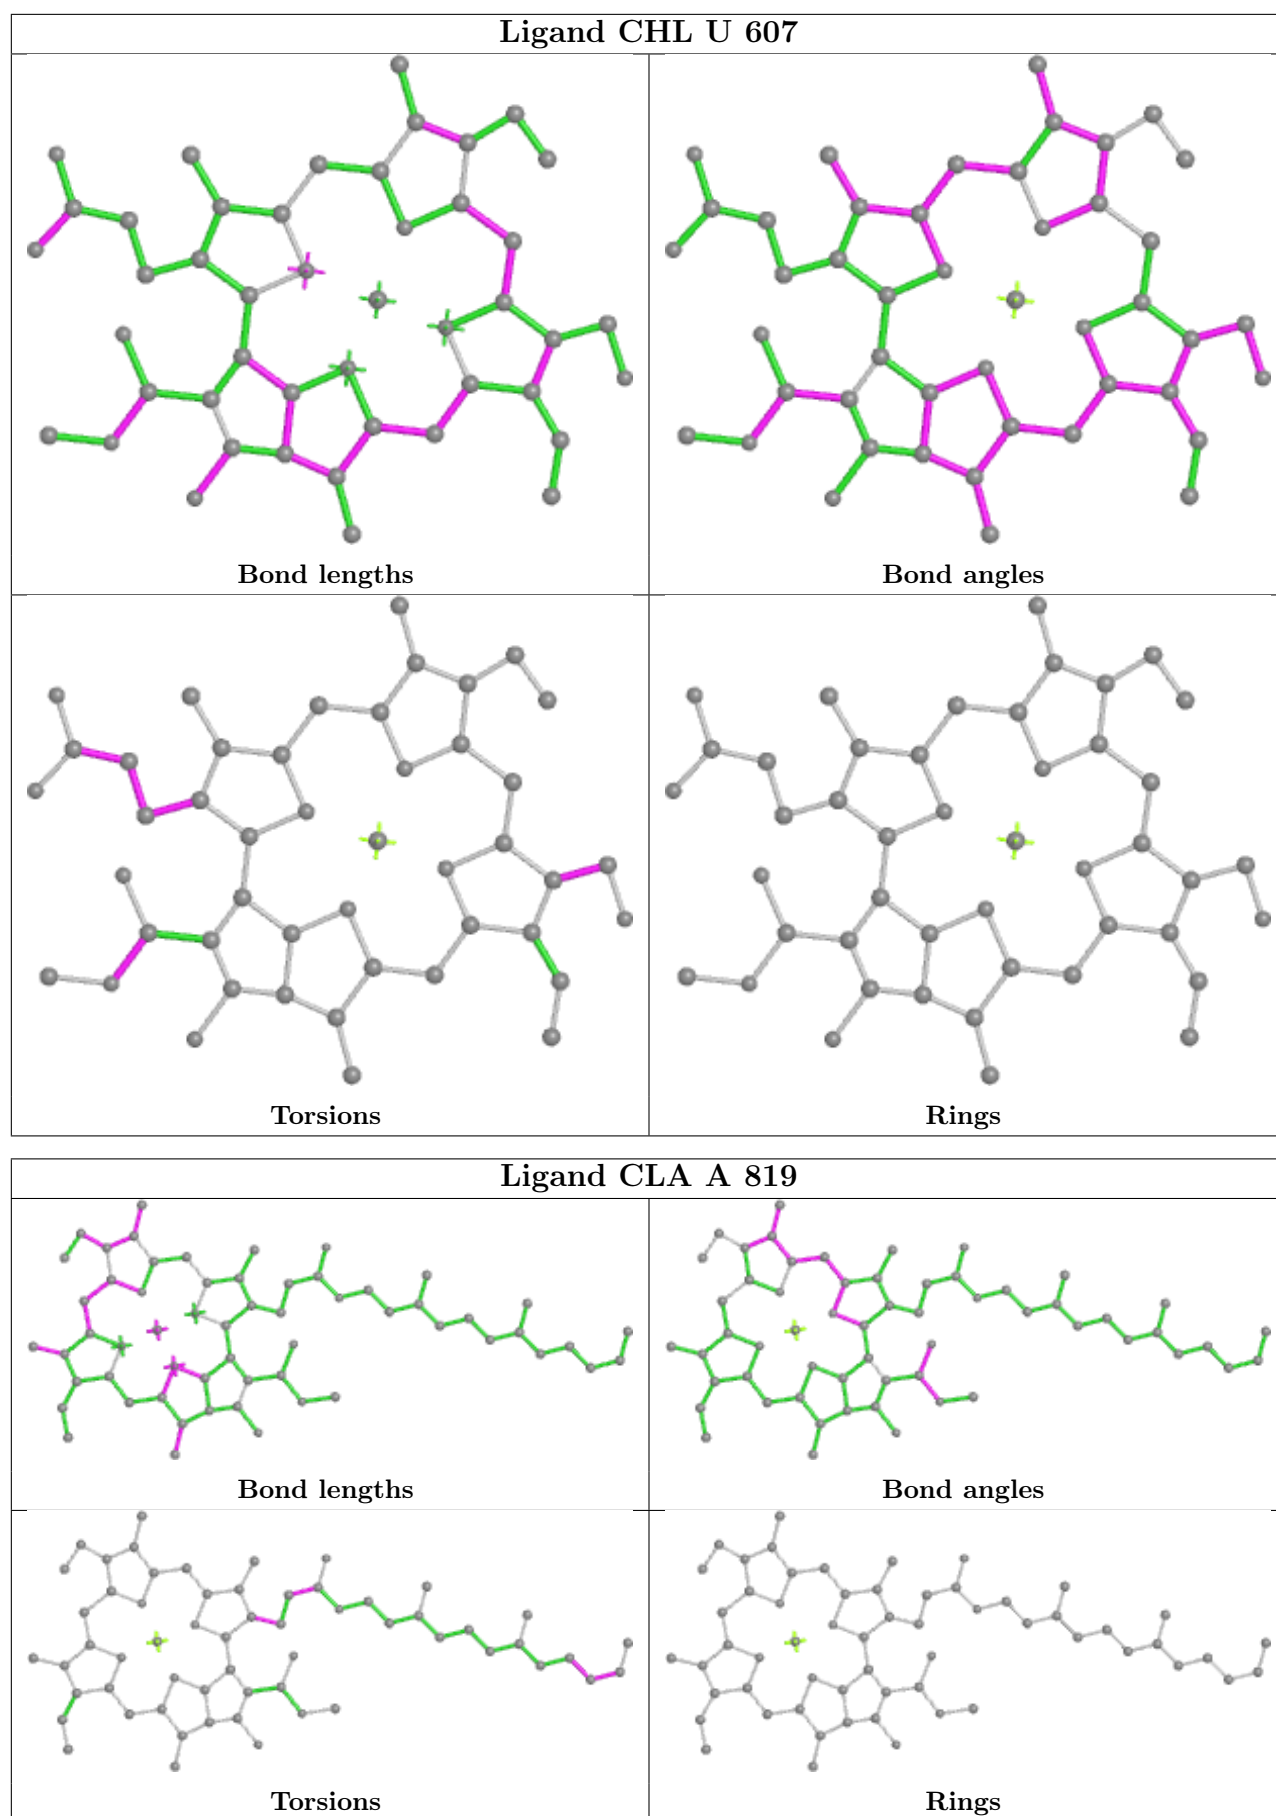 Ligand CHL U 607
Bond lengths
Bond angles
Torsions
Rings
Ligand CLA A 819
Bond lengths
Bond angles
Torsions
Rings